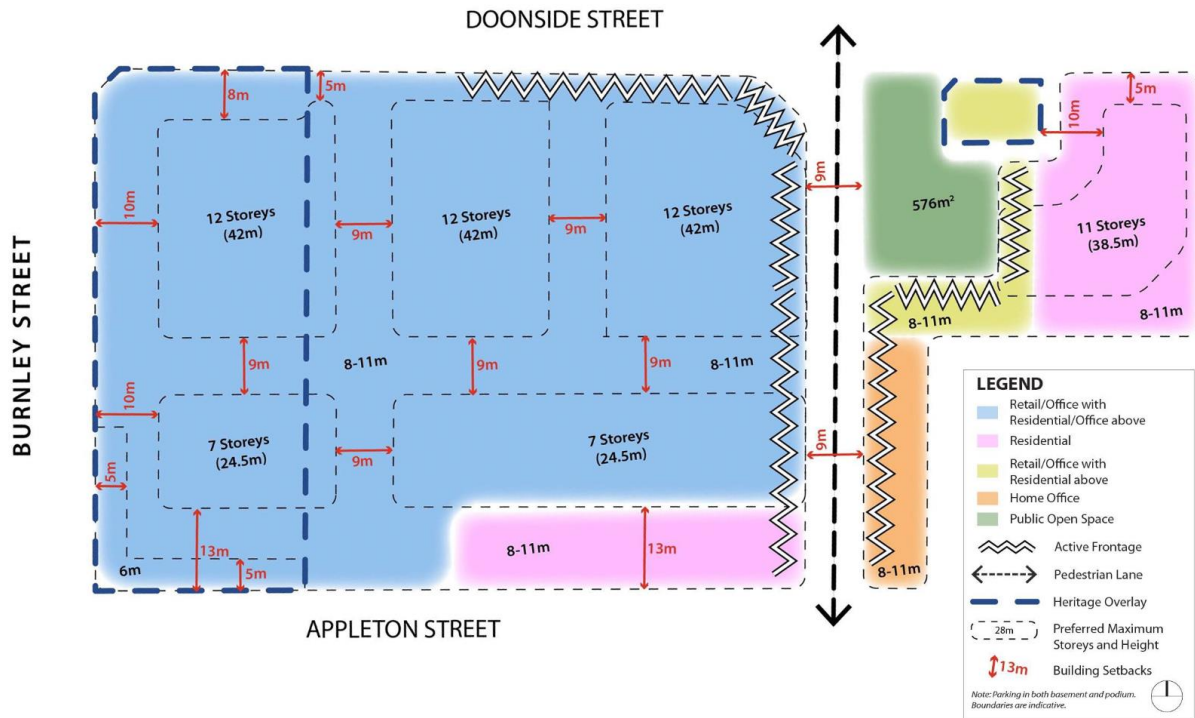 DOONSIDE STREET
8m
5m
5m
10m
9m
576m²
10m
12 Storeys
(42m)
9m
12 Storeys
(42m)
9m
12 Storeys
(42m)
11 Storeys
(38.5m)
BURNLEY STREET
8-11m
8-11m
9m
8-11m
9m
9m
8-11m
10m
7 Storeys
(24.5m)
9m
7 Storeys
(24.5m)
9m
5m
13m
8-11m
13m
6m
5m
8-11m
APPLETON STREET
LEGEND
Retail/Office with
Residential/Office above
Residential
Retail/Office with
Residential above
Home Office
Public Open Space
Active Frontage
Pedestrian Lane
Heritage Overlay
28m
Preferred Maximum
Storeys and Height
13m
Building Setbacks
Note: Parking in both basement and podium.
Boundaries are indicative.